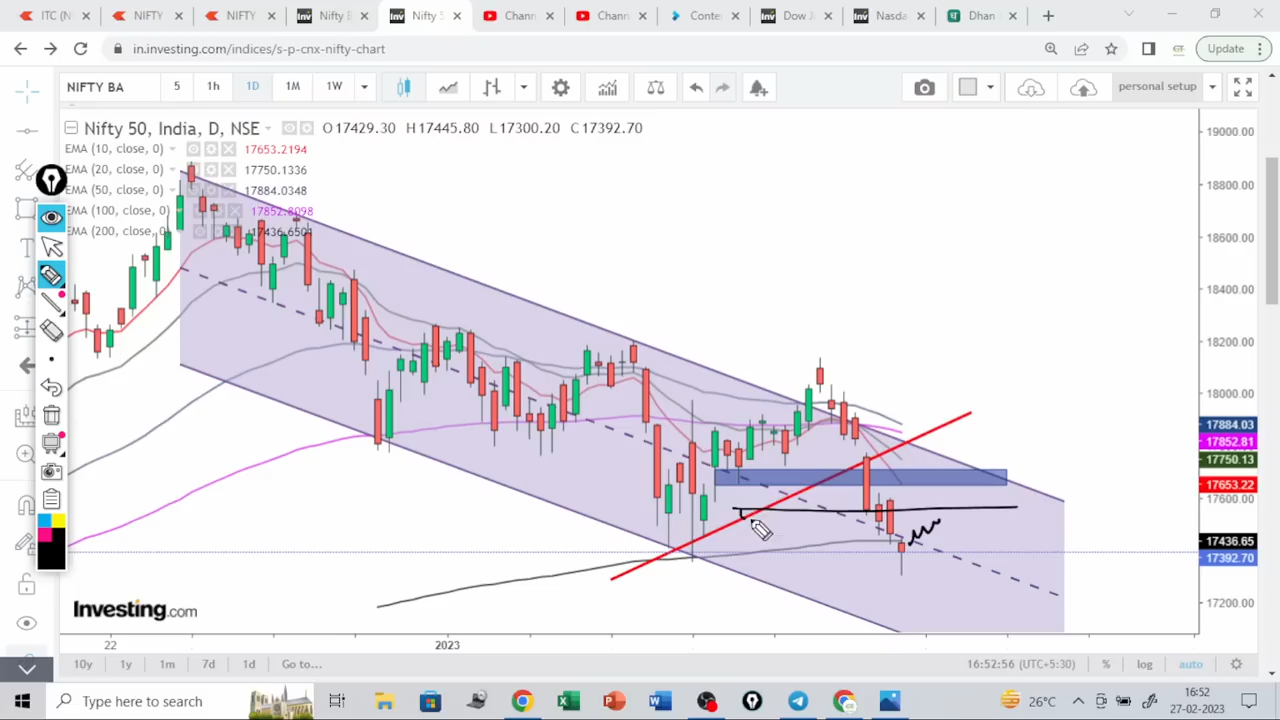 ITC (N
NIFTY
NIFTY
Nifty B
Nifty 5
Chann
Chann
Conte
Dow J
Nasda
Dhan
in.investing.com/indices/s-p-cnx-nifty-chart
Update
NIFTY BA 5 1h 1D 1M 1W personal setup
Nifty 50, India, D, NSE O 17429.30 H 17445.80 L 17300.20 C 17392.70
EMA (10, close, 0) 17653.2194
EMA (20, close, 0) 17750.1336
EMA (50, close, 0) 17884.0348
EMA (100, close, 0) 17852.8098
EMA (200, close, 0) 17436.6501
19000.00
18800.00
18600.00
18400.00
18200.00
18000.00
17884.03
17852.81
17750.13
17653.22
17600.00
17436.65
17392.70
17200.00
Investing.com
22 2023
10y 1y 1m 7d 1d Go to... 16:52:56 (UTC+5:30) % log auto
Type here to search
26°C
16:52
27-02-2023